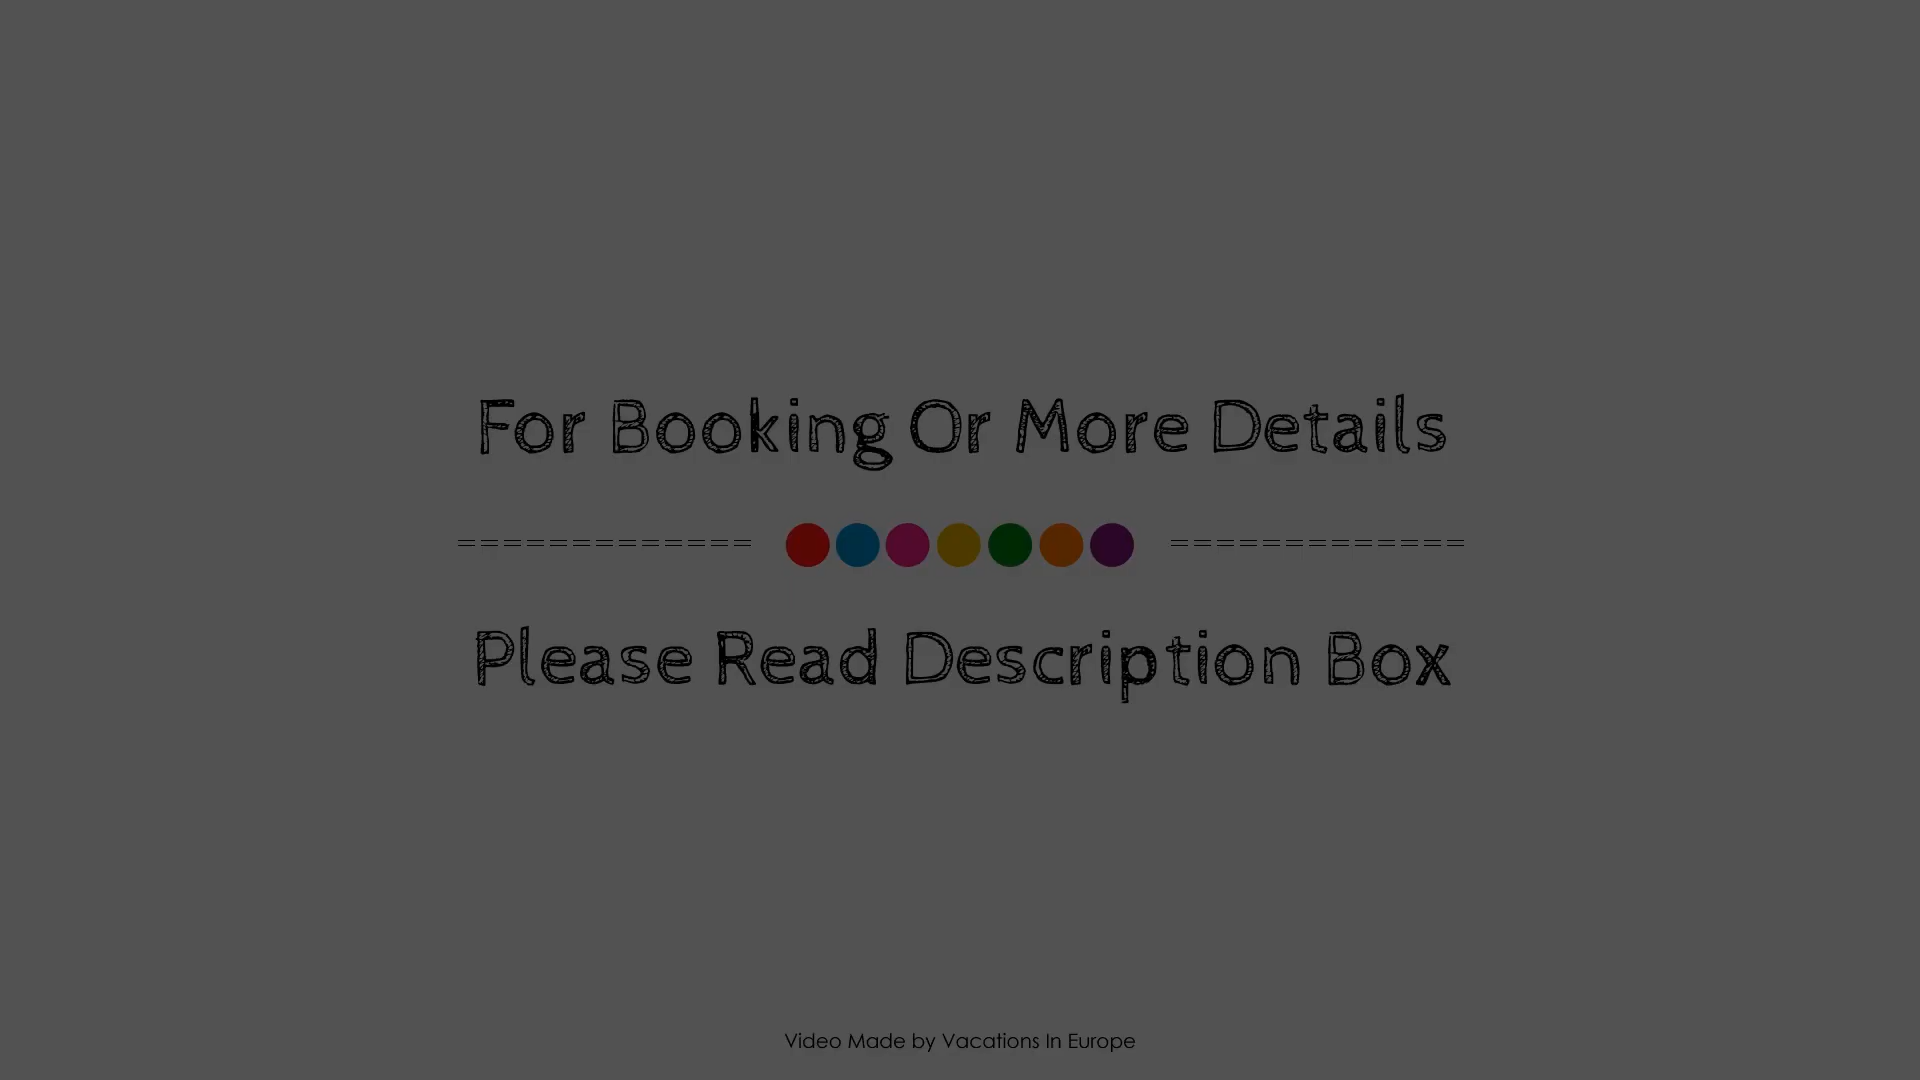 For Booking Or More Details
============= =============
Please Read Description Box
Video Made by Vacations In Europe